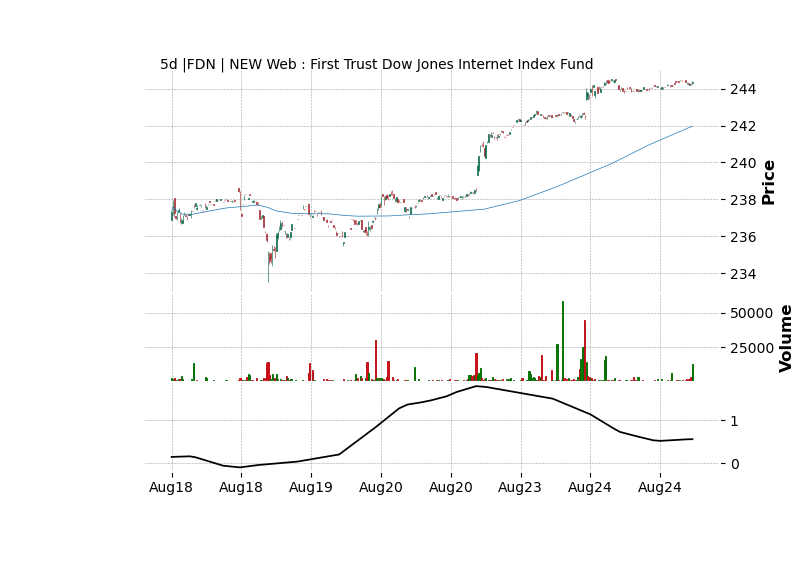 5d |FDN | NEW Web : First Trust Dow Jones Internet Index Fund
244
242
240
238
236
234
Price
50000
25000
Volume
1
0
Aug18 Aug18 Aug19 Aug20 Aug20 Aug23 Aug24 Aug24